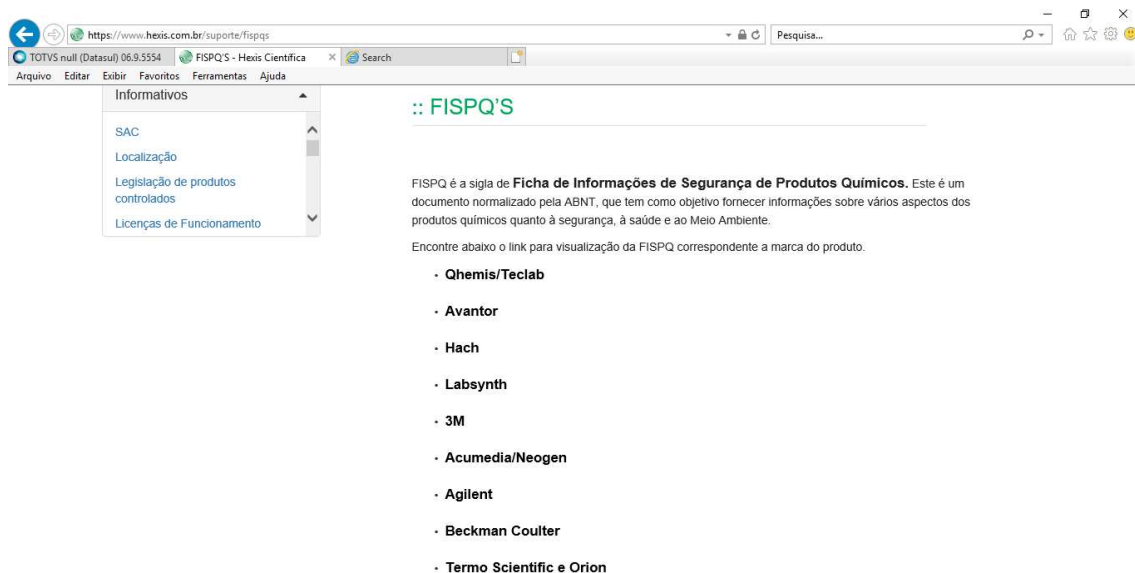 https://www.hexis.com.br/suporte/fispqs
Pesquisa...
TOTVS null (Datasul) 06.9.5554
FISPQ'S - Hexis Científica
Search
Arquivo Editar Exibir Favoritos Ferramentas Ajuda
Informativos
SAC
Localização
Legislação de produtos
controlados
Licenças de Funcionamento
:: FISPQ'S
FISPQ é a sigla de Ficha de Informações de Segurança de Produtos Químicos. Este é um
documento normalizado pela ABNT, que tem como objetivo fornecer informações sobre vários aspectos dos
produtos químicos quanto à segurança, à saúde e ao Meio Ambiente.
Encontre abaixo o link para visualização da FISPQ correspondente a marca do produto.
• Qhemis/Teclab
• Avantor
• Hach
• Labsynth
• 3M
• Acumedia/Neogen
• Agilent
• Beckman Coulter
• Termo Scientific e Orion